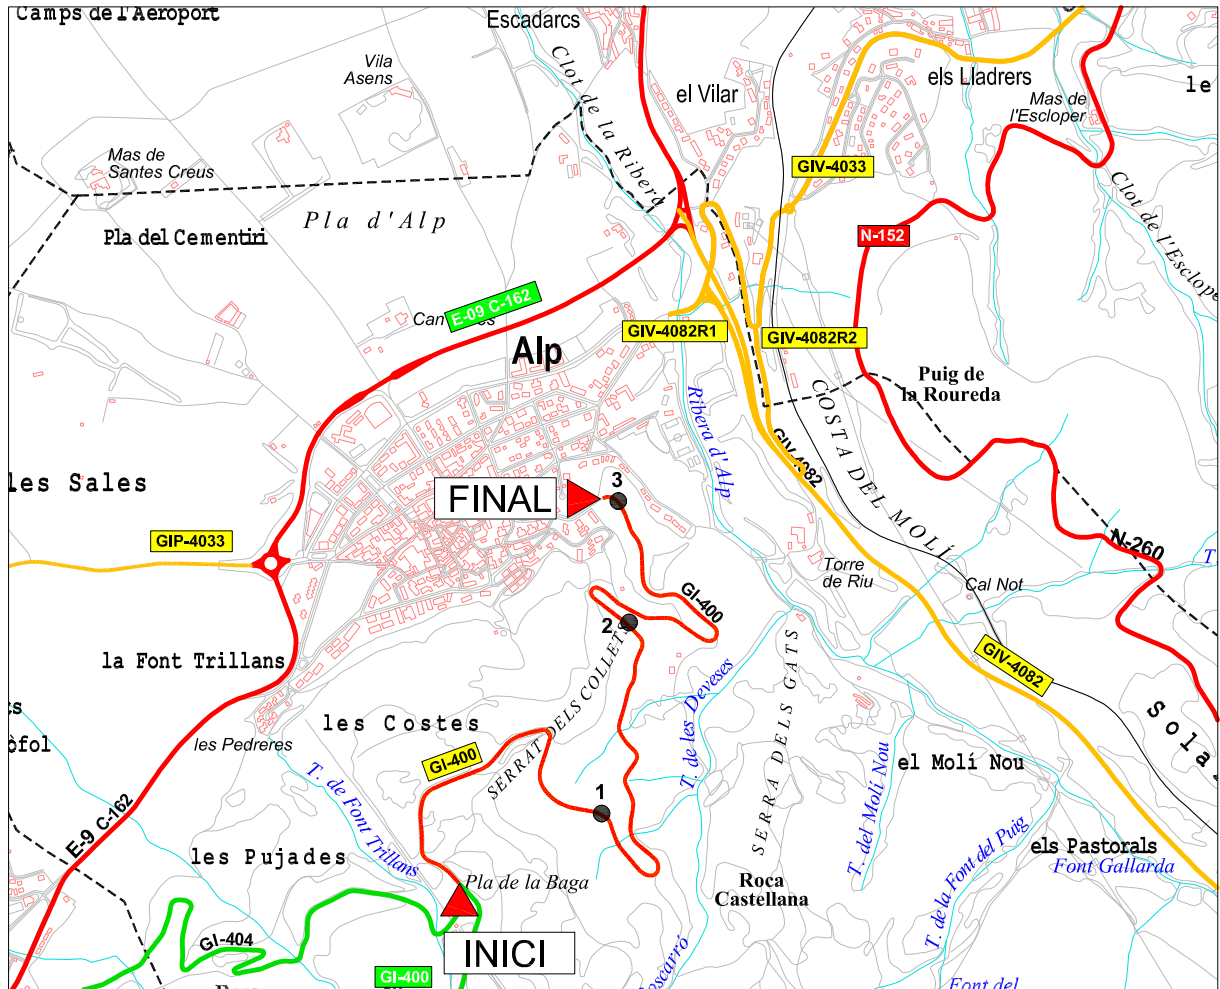 Camps de l'Aeroport
Escadarcs
Vila
Asens
Clot de la Ribera
el Vilar
els Lladrers
Mas de
l'Escloper
Mas de
Santes Creus
GIV-4033
Pla d'Alp
Pla del Cementiri
N-152
Clot de l'Esclope
E-09 C-162
Alp
GIV-4082R1
GIV-4082R2
Puig de
la Roureda
COSTA DEL MOLÍ
Ribera d'Alp
GIV-4082
les Sales
FINAL
3
GIP-4033
N-260
T
Torre
de Riu
Cal Not
GI-400
2
GIV-4082
la Font Trillans
SERRAT DELS COLLETS
T. de les Deveses
SERRA DELS GATS
ofol
les Pedreres
les Costes
GI-400
Sola
el Molí Nou
T. de Font Trillans
1
T. del Molí Nou
E-9 C-162
les Pujades
els Pastorals
Font Gallarda
T. de la Font del Puig
Pla de la Baga
Roca
Castellana
GI-404
INICI
GI-400
Font del